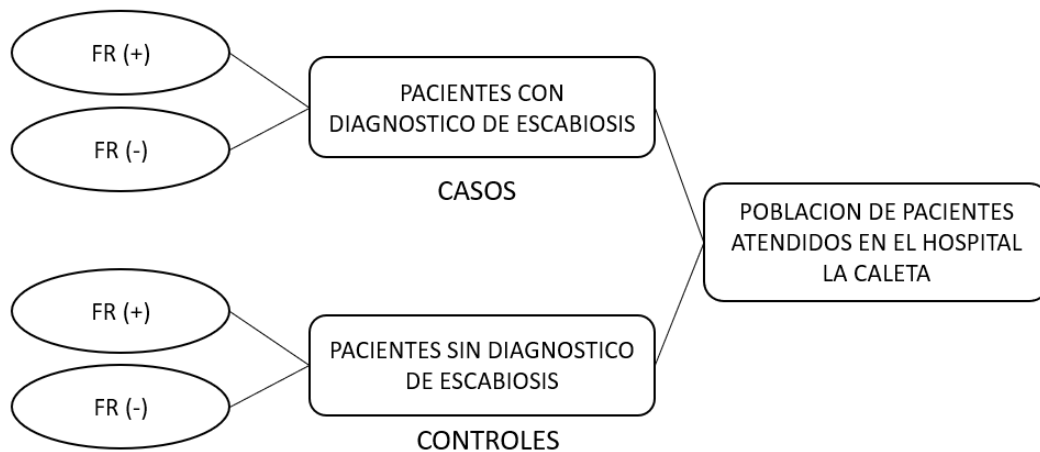 FR (+)
FR (-)
PACIENTES CON
DIAGNOSTICO DE ESCABIOSIS
CASOS
POBLACION DE PACIENTES
ATENDIDOS EN EL HOSPITAL
LA CALETA
FR (+)
FR (-)
PACIENTES SIN DIAGNOSTICO
DE ESCABIOSIS
CONTROLES